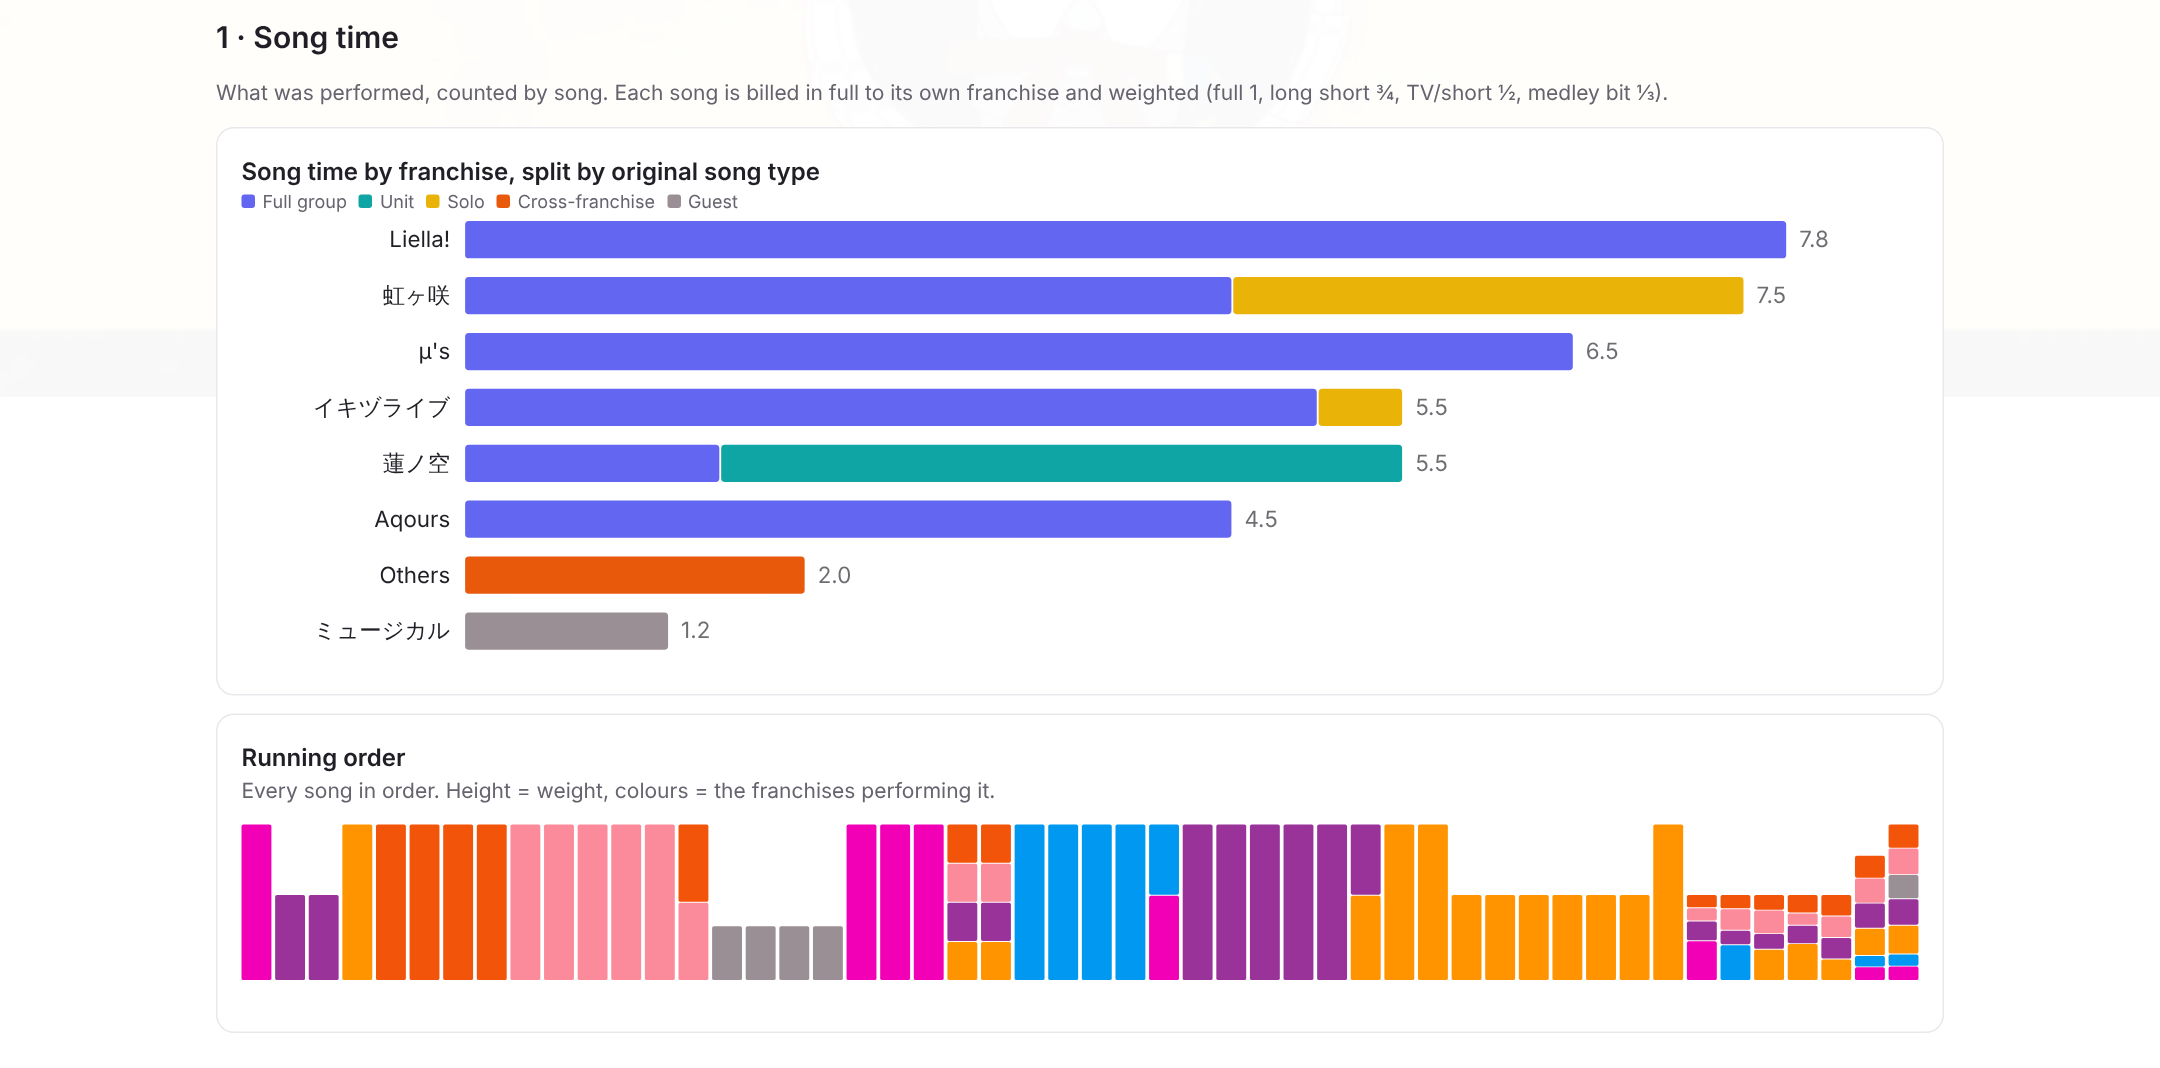 1 · Song time
What was performed, counted by song. Each song is billed in full to its own franchise and weighted (full 1, long short ¾, TV/short ½, medley bit ⅓).
Song time by franchise, split by original song type
Full group Unit Solo Cross-franchise Guest
Liella! 7.8
虹ヶ咲 7.5
μ's 6.5
イキヅライブ 5.5
蓮ノ空 5.5
Aqours 4.5
Others 2.0
ミュージカル 1.2
Running order
Every song in order. Height = weight, colours = the franchises performing it.